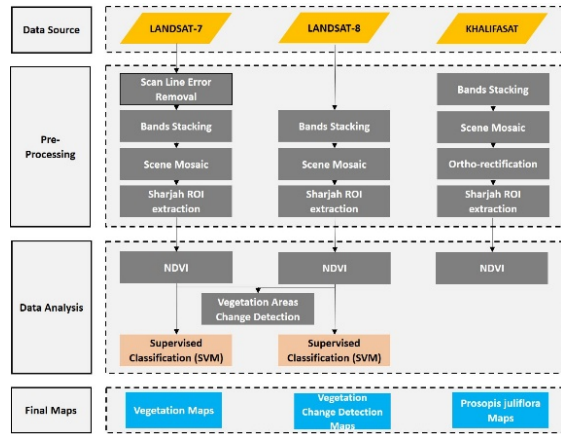 Data Source
LANDSAT-7
LANDSAT-8
KHALIFASAT
Pre-
Processing
Scan Line Error
Removal
Bands Stacking
Scene Mosaic
Sharjah ROI
extraction
Bands Stacking
Scene Mosaic
Sharjah ROI
extraction
Bands Stacking
Scene Mosaic
Ortho-rectification
Sharjah ROI
extraction
Data Analysis
NDVI
NDVI
NDVI
Vegetation Areas
Change Detection
Supervised
Classification (SVM)
Supervised
Classification (SVM)
Final Maps
Vegetation Maps
Vegetation
Change Detection
Maps
Prosopis juliflora
Maps